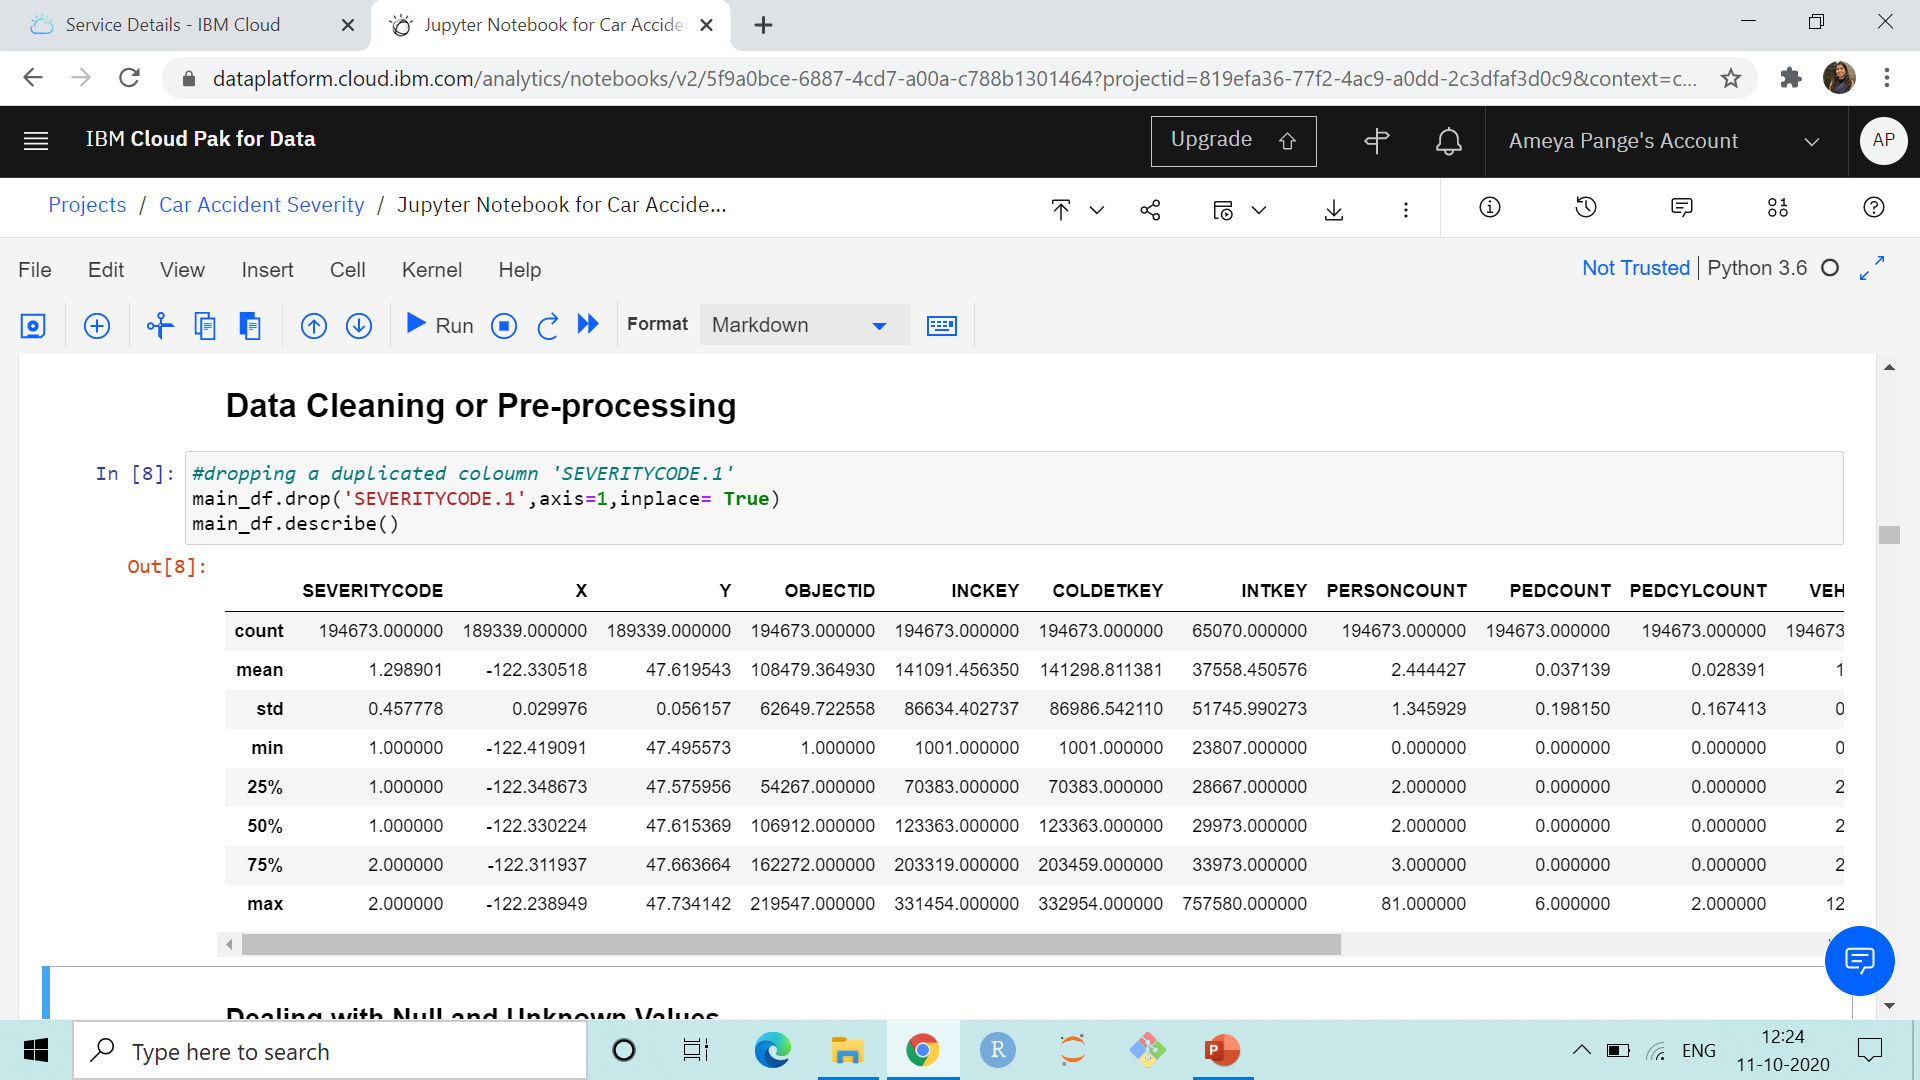 Service Details - IBM Cloud
Jupyter Notebook for Car Accide
dataplatform.cloud.ibm.com/analytics/notebooks/v2/5f9a0bce-6887-4cd7-a00a-c788b1301464?projectid=819efa36-77f2-4ac9-a0dd-2c3dfaf3d0c9&context=c...
IBM Cloud Pak for Data
Upgrade
Ameya Pange's Account
AP
Projects / Car Accident Severity / Jupyter Notebook for Car Accide...
File Edit View Insert Cell Kernel Help
Not Trusted | Python 3.6
Run
Format
Markdown
Data Cleaning or Pre-processing
In [8]: #dropping a duplicated coloumn 'SEVERITYCODE.1'
main_df.drop('SEVERITYCODE.1',axis=1,inplace= True)
main_df.describe()
Out[8]:
SEVERITYCODE X Y OBJECTID INCKEY COLDETKEY INTKEY PERSONCOUNT PEDCOUNT PEDCYLCOUNT VEH
count 194673.000000 189339.000000 189339.000000 194673.000000 194673.000000 194673.000000 65070.000000 194673.000000 194673.000000 194673.000000 194673
mean 1.298901 -122.330518 47.619543 108479.364930 141091.456350 141298.811381 37558.450576 2.444427 0.037139 0.028391 1
std 0.457778 0.029976 0.056157 62649.722558 86634.402737 86986.542110 51745.990273 1.345929 0.198150 0.167413 0
min 1.000000 -122.419091 47.495573 1.000000 1001.000000 1001.000000 23807.000000 0.000000 0.000000 0.000000 0
25% 1.000000 -122.348673 47.575956 54267.000000 70383.000000 70383.000000 28667.000000 2.000000 0.000000 0.000000 2
50% 1.000000 -122.330224 47.615369 106912.000000 123363.000000 123363.000000 29973.000000 2.000000 0.000000 0.000000 2
75% 2.000000 -122.311937 47.663664 162272.000000 203319.000000 203459.000000 33973.000000 3.000000 0.000000 0.000000 2
max 2.000000 -122.238949 47.734142 219547.000000 331454.000000 332954.000000 757580.000000 81.000000 6.000000 2.000000 12
Dealing with Null and Unknown Values
Type here to search
R
P
ENG
12:24
11-10-2020